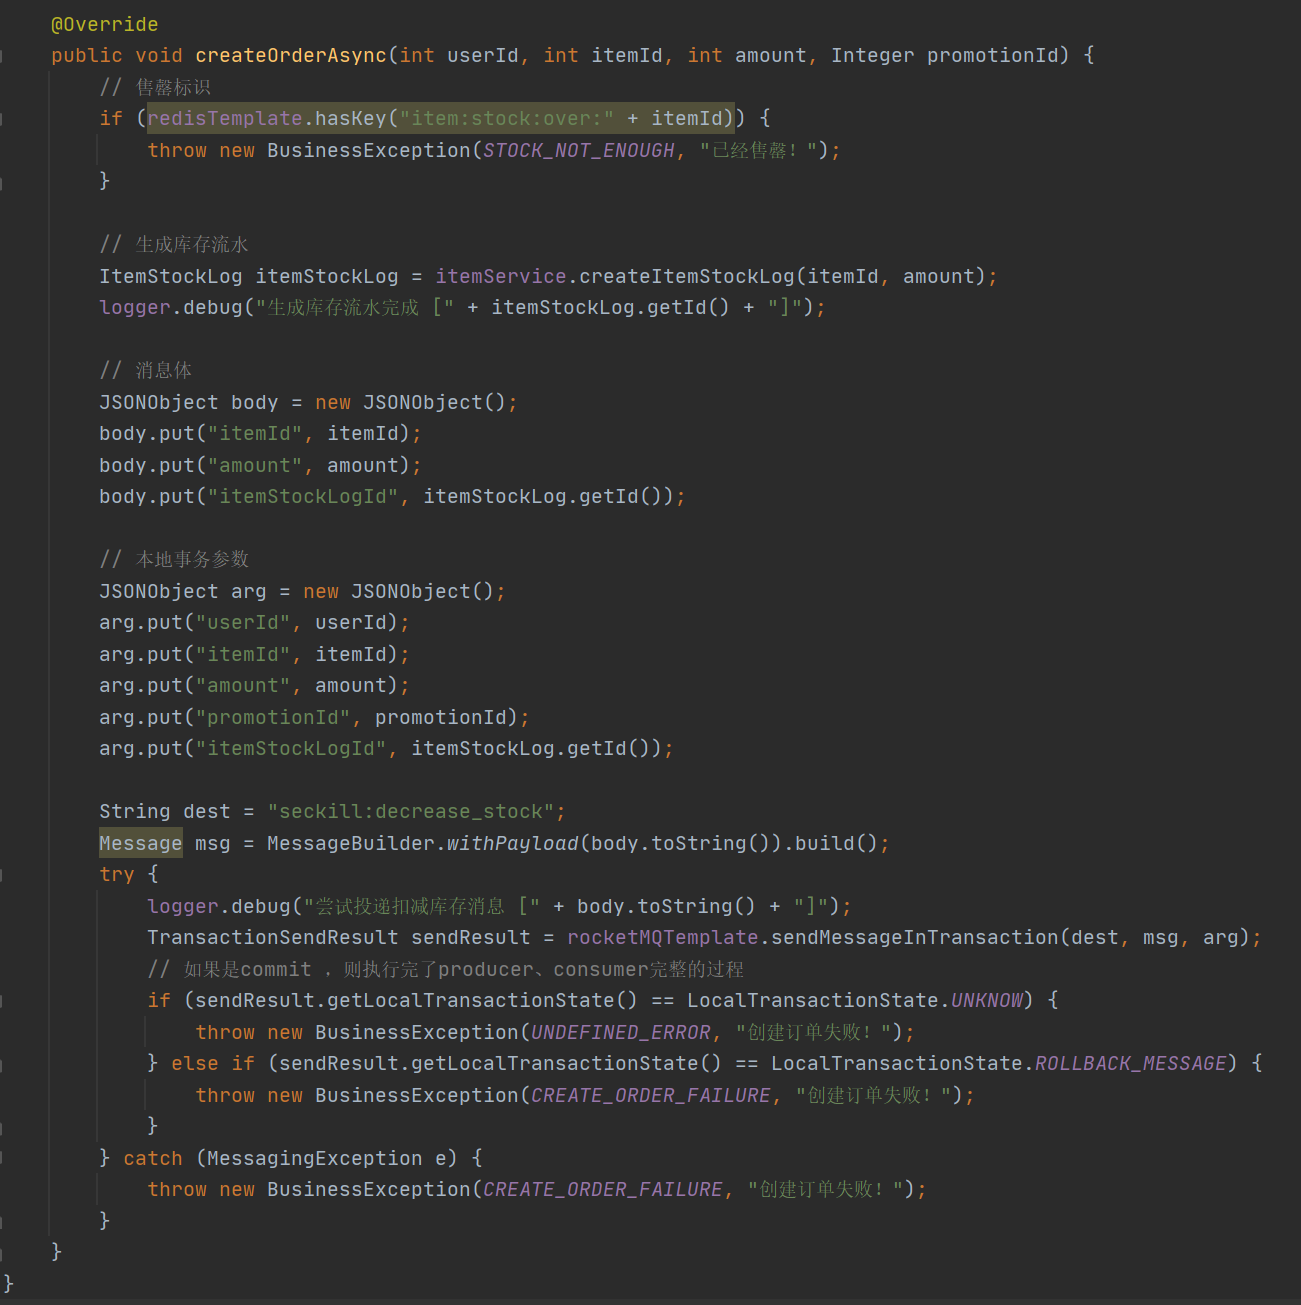 @Override
public void createOrderAsync(int userId, int itemId, int amount, Integer promotionId) {
// 售罄标识
if (redisTemplate.hasKey("item:stock:over:" + itemId)) {
throw new BusinessException(STOCK_NOT_ENOUGH, "已经售罄！");
}
// 生成库存流水
ItemStockLog itemStockLog = itemService.createItemStockLog(itemId, amount);
logger.debug("生成库存流水完成 [" + itemStockLog.getId() + "]");
// 消息体
JSONObject body = new JSONObject();
body.put("itemId", itemId);
body.put("amount", amount);
body.put("itemStockLogId", itemStockLog.getId());
// 本地事务参数
JSONObject arg = new JSONObject();
arg.put("userId", userId);
arg.put("itemId", itemId);
arg.put("amount", amount);
arg.put("promotionId", promotionId);
arg.put("itemStockLogId", itemStockLog.getId());
String dest = "seckill:decrease_stock";
Message msg = MessageBuilder.withPayload(body.toString()).build();
try {
logger.debug("尝试投递扣减库存消息 [" + body.toString() + "]");
TransactionSendResult sendResult = rocketMQTemplate.sendMessageInTransaction(dest, msg, arg);
// 如果是commit ，则执行完了producer、consumer完整的过程
if (sendResult.getLocalTransactionState() == LocalTransactionState.UNKNOW) {
throw new BusinessException(UNDEFINED_ERROR, "创建订单失败！");
} else if (sendResult.getLocalTransactionState() == LocalTransactionState.ROLLBACK_MESSAGE) {
throw new BusinessException(CREATE_ORDER_FAILURE, "创建订单失败！");
}
} catch (MessagingException e) {
throw new BusinessException(CREATE_ORDER_FAILURE, "创建订单失败！");
}
}
}